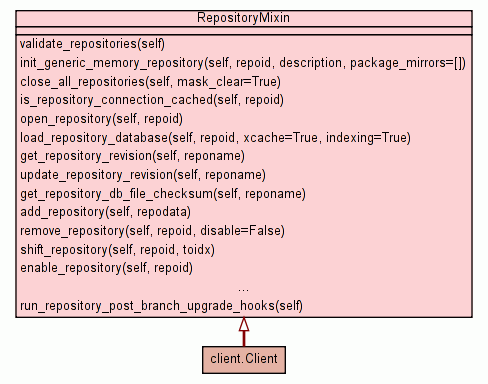 RepositoryMixin
validate_repositories(self)
init_generic_memory_repository(self, repoid, description, package_mirrors=[])
close_all_repositories(self, mask_clear=True)
is_repository_connection_cached(self, repoid)
open_repository(self, repoid)
load_repository_database(self, repoid, xcache=True, indexing=True)
get_repository_revision(self, reponame)
update_repository_revision(self, reponame)
get_repository_db_file_checksum(self, reponame)
add_repository(self, repodata)
remove_repository(self, repoid, disable=False)
shift_repository(self, repoid, toidx)
enable_repository(self, repoid)
...
run_repository_post_branch_upgrade_hooks(self)
client.Client